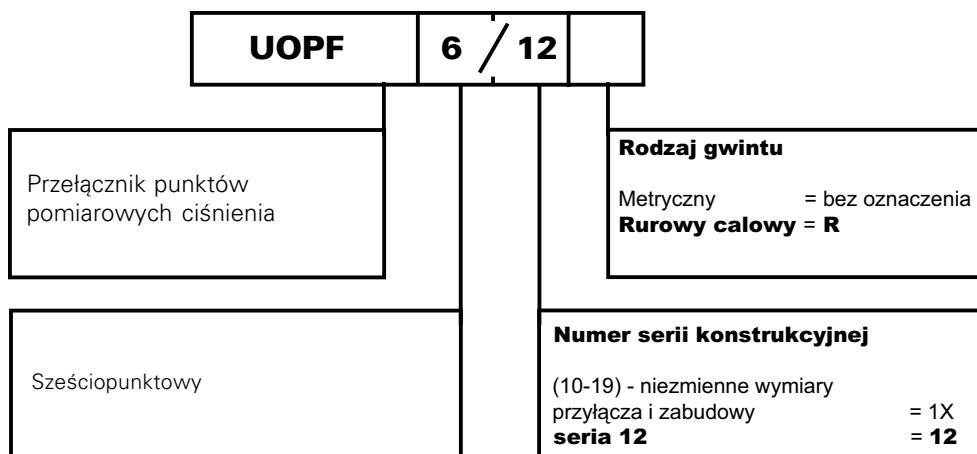 UOPF 6 / 12
Przełącznik punktów
pomiarowych ciśnienia
Rodzaj gwintu
Metryczny = bez oznaczenia
Rurowy calowy = R
Sześciopunktowy
Numer serii konstrukcyjnej
(10-19) - niezmienne wymiary
przyłącza i zabudowy = 1X
seria 12 = 12